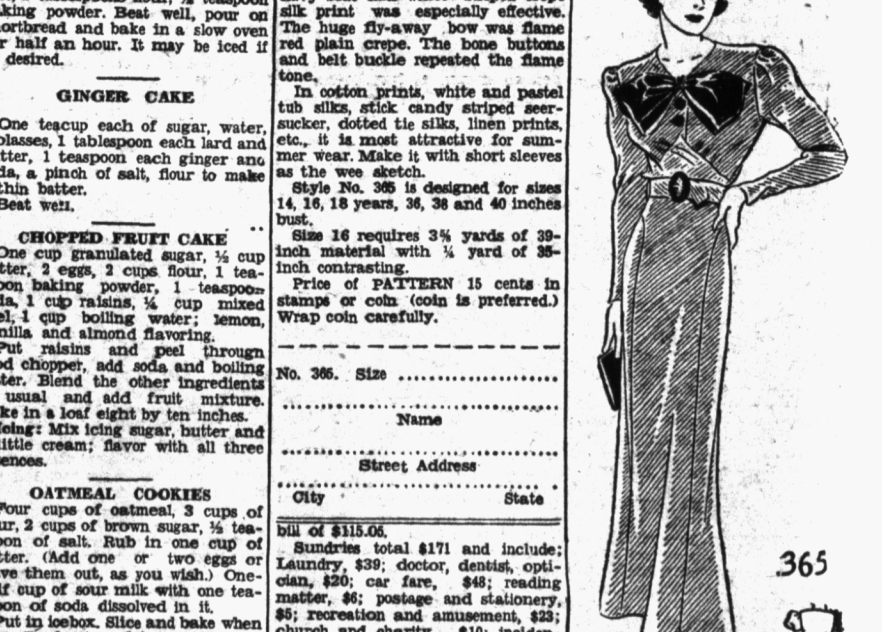 king powder. Beat well, pour on
ortbread and bake in a slow oven
r half an hour. It may be iced if
desired.
GINGER CAKE
One teacup each of sugar, water,
olasses, 1 tablespoon each lard and
tter, 1 teaspoon each ginger and
da, a pinch of salt, flour to make
thin batter.
Beat well.
CHOPPED FRUIT CAKE
One cup granulated sugar, ½ cup
tter, 2 eggs, 2 cups flour, 1 tea-
oon baking powder, 1 teaspoon
da, 1 cup raisins, ¼ cup mixed
el, 1 cup boiling water; lemon,
nilla and almond flavoring.
Put raisins and peel through
od chopper, add soda and boiling
ter. Blend the other ingredients
usual and add fruit mixture.
ke in a loaf eight by ten inches.
Icing: Mix icing sugar, butter and
little cream; flavor with all three
sences.
OATMEAL COOKIES
Four cups of oatmeal, 3 cups of
ur, 2 cups of brown sugar, ½ tea-
oon of salt. Rub in one cup of
tter. (Add one or two eggs or
ve them out, as you wish.) One-
lf cup of sour milk with one tea-
oon of soda dissolved in it.
Put in icebox. Slice and bake when
silk print was especially effective.
The huge fly-away bow was flame
red plain crepe. The bone buttons
and belt buckle repeated the flame
tone.
In cotton prints, white and pastel
tub silks, stick candy striped seer-
sucker, dotted tie silks, linen prints,
etc., it is most attractive for sum-
mer wear. Make it with short sleeves
as the wee sketch.
Style No. 365 is designed for sizes
14, 16, 18 years, 36, 38 and 40 inches
bust.
Size 16 requires 3⅜ yards of 39-
inch material with ¼ yard of 35-
inch contrasting.
Price of PATTERN 15 cents in
stamps or coin (coin is preferred.)
Wrap coin carefully.
No. 365. Size ........................
Name
Street Address
City State
bill of $115.05.
Sundries total $171 and include;
Laundry, $39; doctor, dentist, opti-
cian, $20; car fare, $48; reading
matter, $6; postage and stationery,
$5; recreation and amusement, $23;
church and charity, $10; inciden-
365